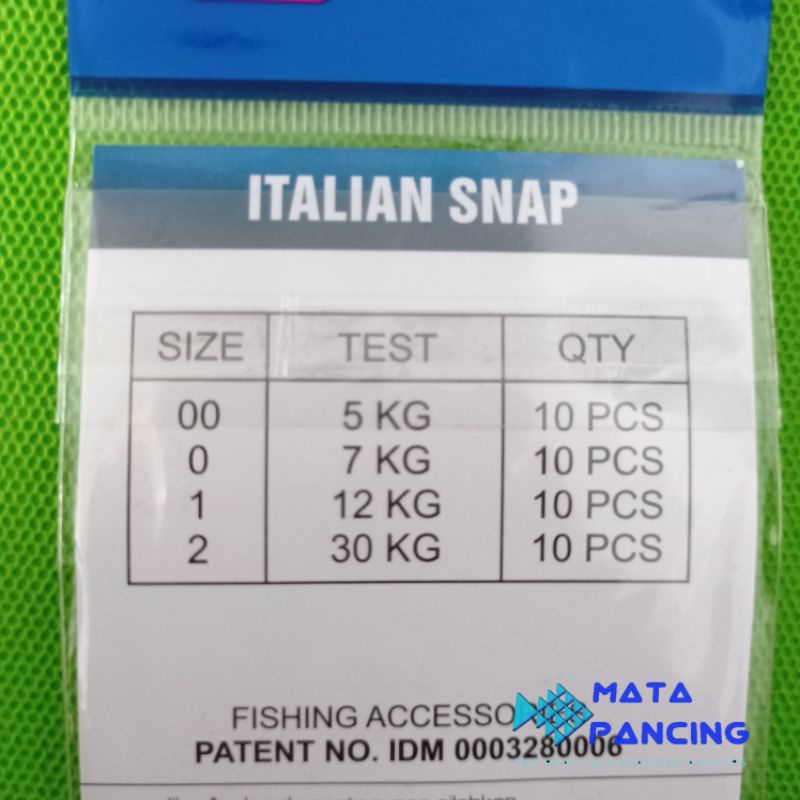 ITALIAN SNAP
SIZE TEST QTY
00 5 KG 10 PCS
0 7 KG 10 PCS
1 12 KG 10 PCS
2 30 KG 10 PCS
MATA
PANCING
FISHING
PATENT NO. IDM 0003280006